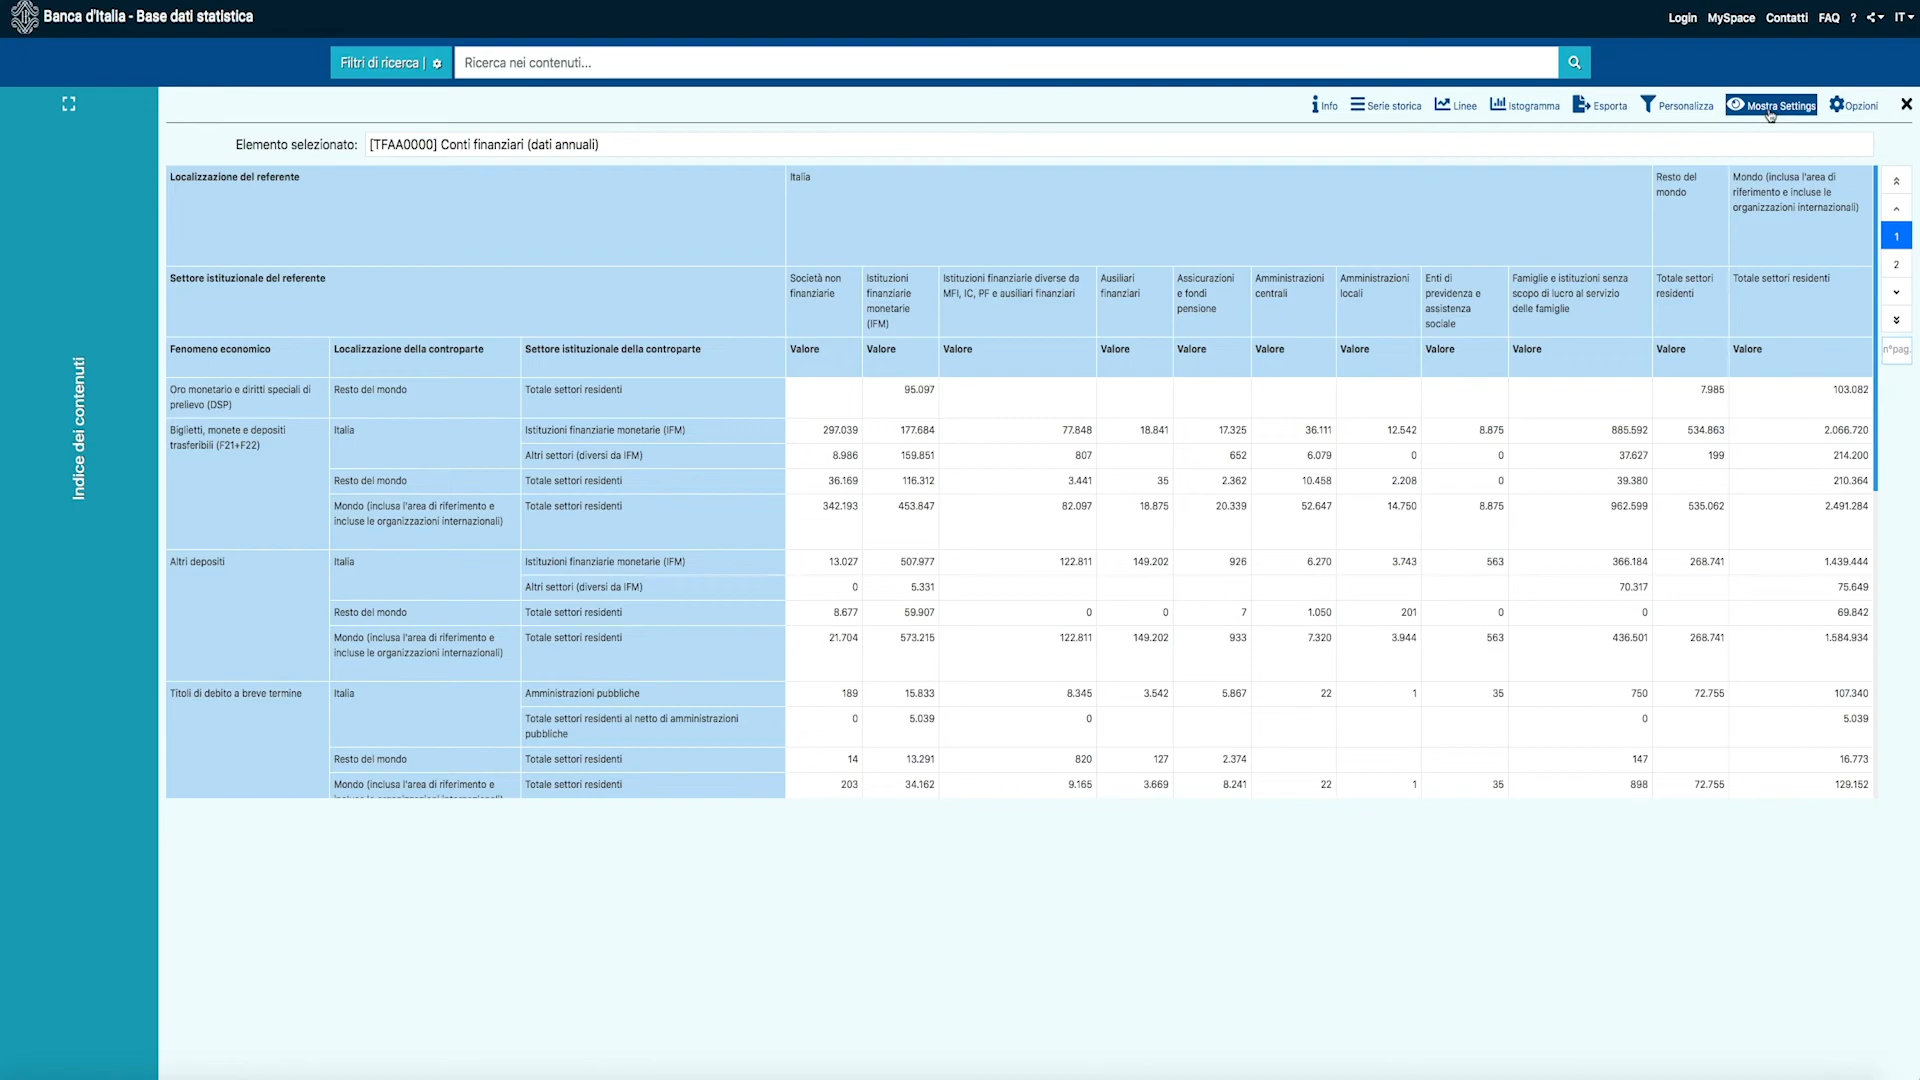 Banca d'Italia - Base dati statistica
Login MySpace Contatti FAQ ? IT
Filtri di ricerca |
Ricerca nei contenuti...
Info Serie storica Linee Istogramma Esporta Personalizza Mostra Settings Opzioni
Elemento selezionato: [TFAA0000] Conti finanziari (dati annuali)
Indice dei contenuti
Localizzazione del referente Italia Resto del mondo Mondo (inclusa l'area di riferimento e incluse le organizzazioni internazionali)
Settore istituzionale del referente Società non finanziarie Istituzioni finanziarie monetarie (IFM) Istituzioni finanziarie diverse da MFI, IC, PF e ausiliari finanziari Ausiliari finanziari Assicurazioni e fondi pensione Amministrazioni centrali Amministrazioni locali Enti di previdenza e assistenza sociale Famiglie e istituzioni senza scopo di lucro al servizio delle famiglie Totale settori residenti Totale settori residenti
Fenomeno economico Localizzazione della controparte Settore istituzionale della controparte Valore Valore Valore Valore Valore Valore Valore Valore Valore Valore Valore
Oro monetario e diritti speciali di prelievo (DSP) Resto del mondo Totale settori residenti 95.097 7.985 103.082
Biglietti, monete e depositi trasferibili (F21+F22) Italia Istituzioni finanziarie monetarie (IFM) 297.039 177.684 77.848 18.841 17.325 36.111 12.542 8.875 885.592 534.863 2.066.720
Altri settori (diversi da IFM) 8.986 159.851 807 652 6.079 0 0 37.627 199 214.200
Resto del mondo Totale settori residenti 36.169 116.312 3.441 35 2.362 10.458 2.208 0 39.380 210.364
Mondo (inclusa l'area di riferimento e incluse le organizzazioni internazionali) Totale settori residenti 342.193 453.847 82.097 18.875 20.339 52.647 14.750 8.875 962.599 535.062 2.491.284
Altri depositi Italia Istituzioni finanziarie monetarie (IFM) 13.027 507.977 122.811 149.202 926 6.270 3.743 563 366.184 268.741 1.439.444
Altri settori (diversi da IFM) 0 5.331 70.317 75.649
Resto del mondo Totale settori residenti 8.677 59.907 0 0 7 1.050 201 0 0 69.842
Mondo (inclusa l'area di riferimento e incluse le organizzazioni internazionali) Totale settori residenti 21.704 573.215 122.811 149.202 933 7.320 3.944 563 436.501 268.741 1.584.934
Titoli di debito a breve termine Italia Amministrazioni pubbliche 189 15.833 8.345 3.542 5.867 22 1 35 750 72.755 107.340
Totale settori residenti al netto di amministrazioni pubbliche 0 5.039 0 0 5.039
Resto del mondo Totale settori residenti 14 13.291 820 127 2.374 147 16.773
Mondo (inclusa l'area di riferimento e Totale settori residenti 203 34.162 9.165 3.669 8.241 22 1 35 898 72.755 129.152
1
2
n°pag.